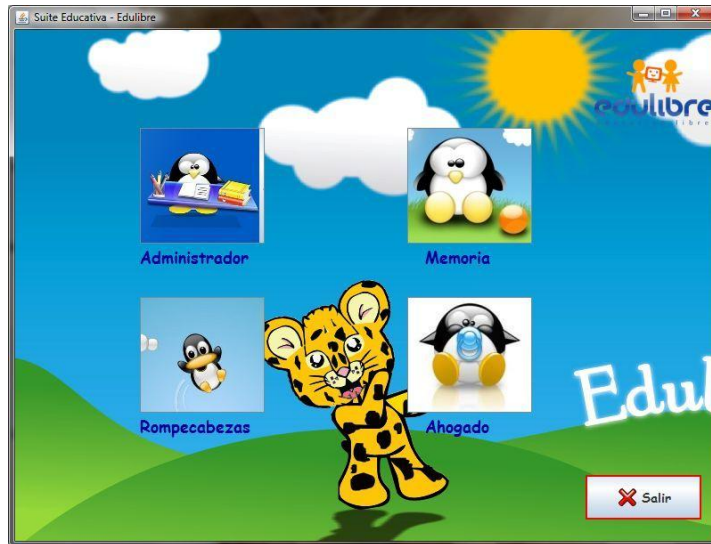 Suite Educativa - Edulibre
edulibre
Administrador
Memoria
Rompecabezas
Ahogado
Edul
Salir